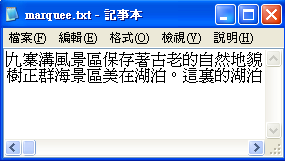 marquee.txt - 記事本
檔案(F) 編輯(E) 格式(O) 檢視(V) 說明(H)
九寨溝風景區保存著古老的自然地貌
樹正群海景區美在湖泊。這裏的湖泊